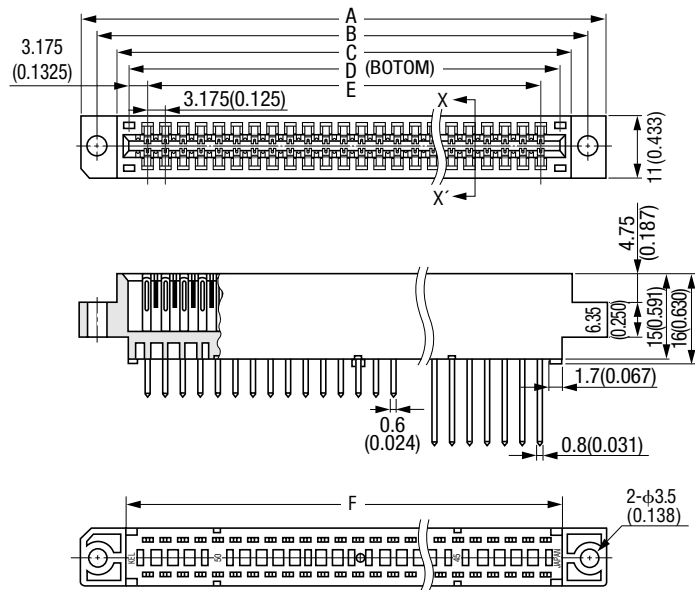 A
B
C
D (BOTOM)
E
3.175
(0.1325)
3.175(0.125)
X
X´
11(0.433)
4.75
(0.187)
6.35
(0.250)
15(0.591)
16(0.630)
1.7(0.067)
0.6
(0.024)
0.8(0.031)
F
2-ϕ3.5
(0.138)
KEL
50
45
JAPAN